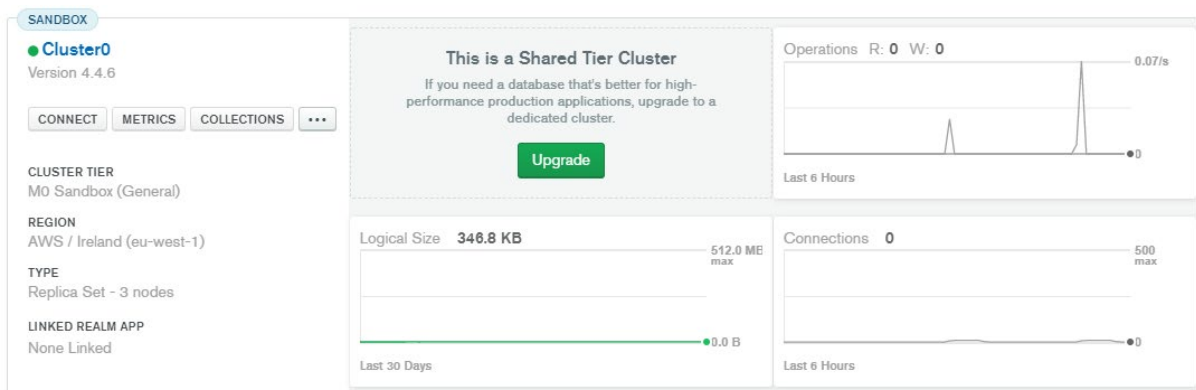 SANDBOX
Cluster0
Version 4.4.6
CONNECT
METRICS
COLLECTIONS
...
CLUSTER TIER
M0 Sandbox (General)
REGION
AWS / Ireland (eu-west-1)
TYPE
Replica Set - 3 nodes
LINKED REALM APP
None Linked
This is a Shared Tier Cluster
If you need a database that's better for high-
performance production applications, upgrade to a
dedicated cluster.
Upgrade
Operations R: 0 W: 0
0.07/s
0
Last 6 Hours
Logical Size 346.8 KB
512.0 MB
max
0.0 B
Last 30 Days
Connections 0
500
max
0
Last 6 Hours